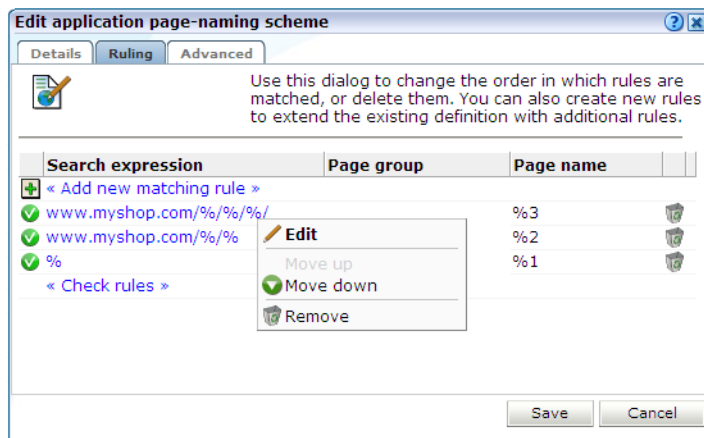 Edit application page-naming scheme
Details Ruling Advanced
Use this dialog to change the order in which rules are
matched, or delete them. You can also create new rules
to extend the existing definition with additional rules.
Search expression Page group Page name
« Add new matching rule »
www.myshop.com/%/%/%/ %3
www.myshop.com/%/% %2
% %1
« Check rules »
Edit
Move up
Move down
Remove
Save Cancel